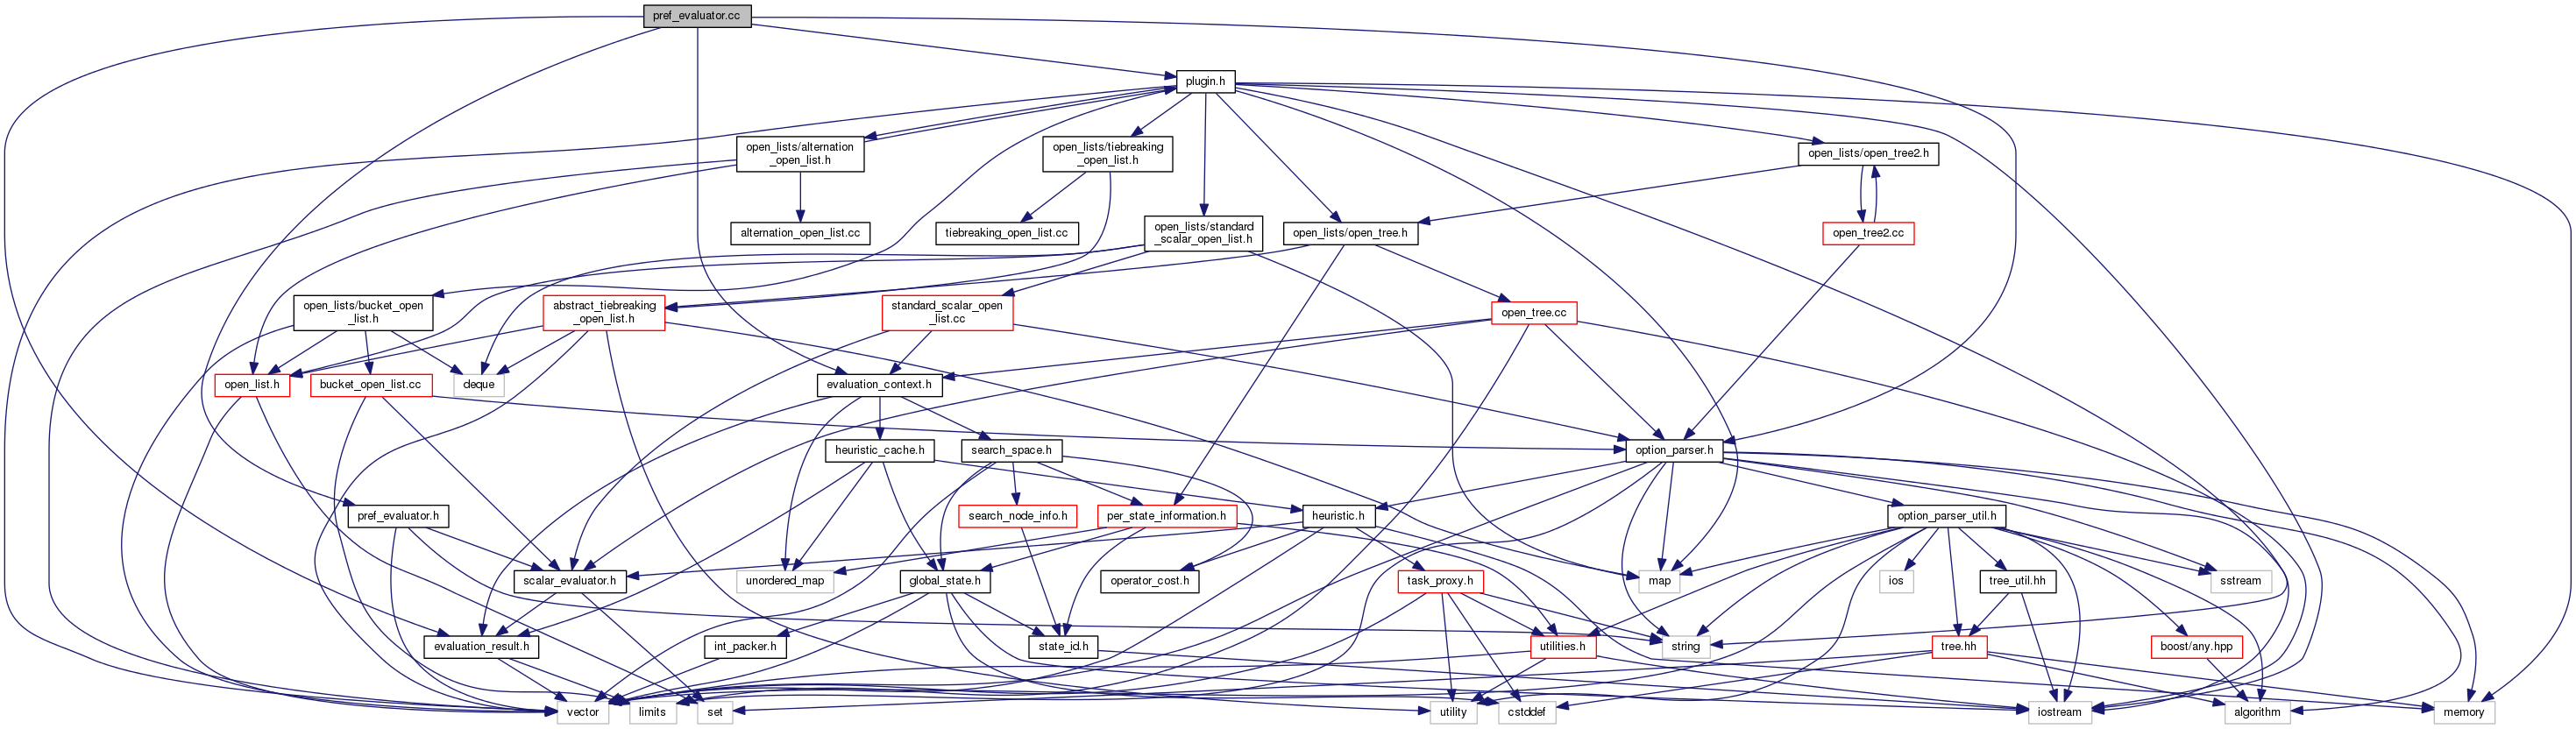 pref_evaluator.cc
plugin.h
open_lists/alternation
_open_list.h
open_lists/tiebreaking
_open_list.h
open_lists/open_tree2.h
alternation_open_list.cc
tiebreaking_open_list.cc
open_lists/standard
_scalar_open_list.h
open_lists/open_tree.h
open_tree2.cc
open_lists/bucket_open
_list.h
abstract_tiebreaking
_open_list.h
standard_scalar_open
_list.cc
open_tree.cc
open_list.h
bucket_open_list.cc
deque
evaluation_context.h
heuristic_cache.h
search_space.h
option_parser.h
pref_evaluator.h
search_node_info.h
per_state_information.h
heuristic.h
option_parser_util.h
scalar_evaluator.h
unordered_map
global_state.h
operator_cost.h
task_proxy.h
map
ios
tree_util.hh
sstream
evaluation_result.h
int_packer.h
state_id.h
utilities.h
string
tree.hh
boost/any.hpp
vector
limits
set
utility
cstddef
iostream
algorithm
memory